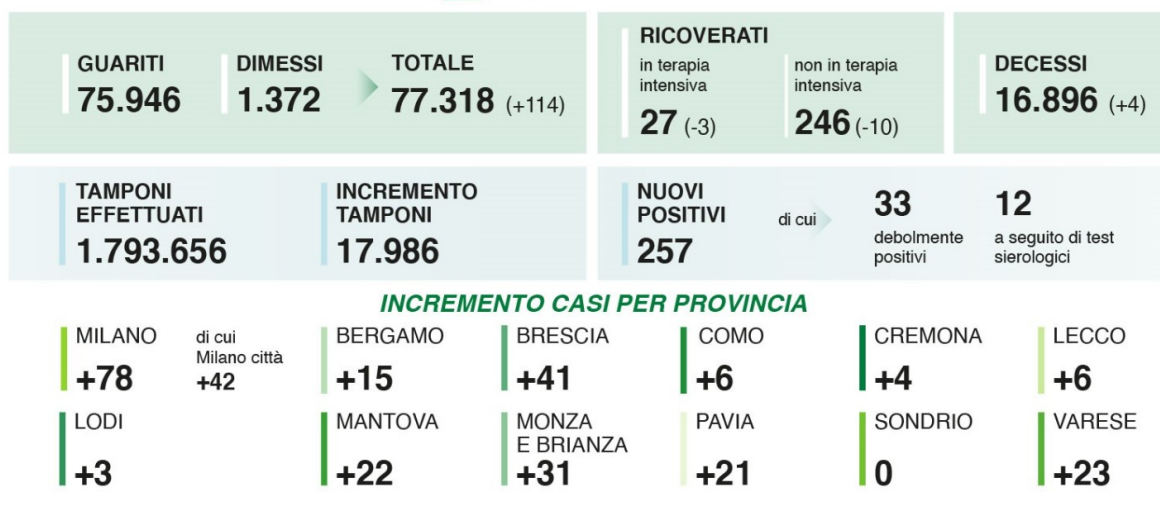 GUARITI
75.946
DIMESSI
1.372
TOTALE
77.318 (+114)
RICOVERATI
in terapia
intensiva
27 (-3)
non in terapia
intensiva
246 (-10)
DECESSI
16.896 (+4)
TAMPONI
EFFETTUATI
1.793.656
INCREMENTO
TAMPONI
17.986
NUOVI
POSITIVI
257
di cui
33
debolmente
positivi
12
a seguito di test
sierologici
INCREMENTO CASI PER PROVINCIA
MILANO
+78
di cui
Milano città
+42
BERGAMO
+15
BRESCIA
+41
COMO
+6
CREMONA
+4
LECCO
+6
LODI
+3
MANTOVA
+22
MONZA
E BRIANZA
+31
PAVIA
+21
SONDRIO
0
VARESE
+23